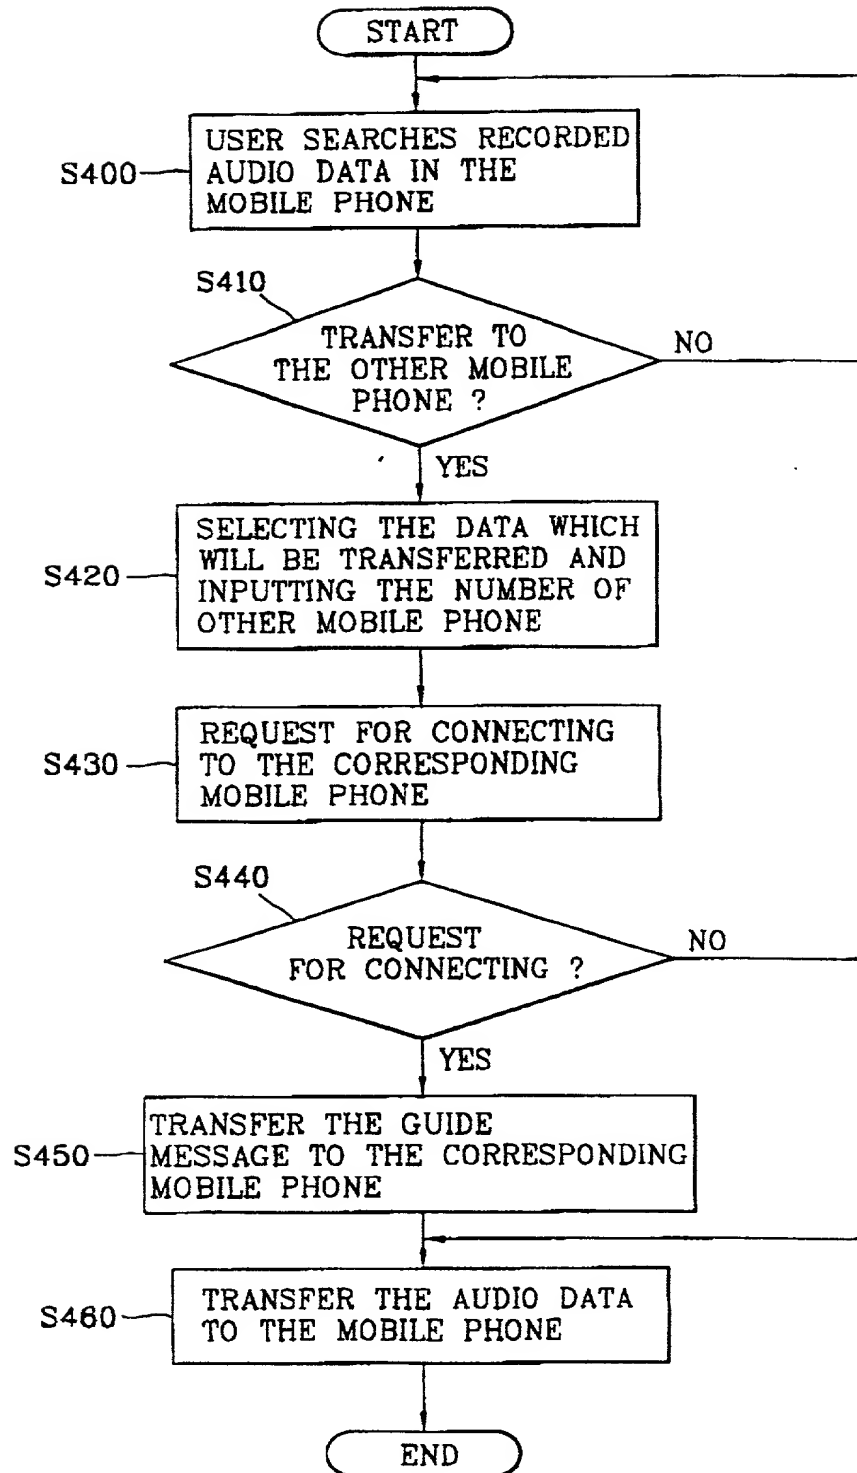 START
USER SEARCHES RECORDED
AUDIO DATA IN THE
MOBILE PHONE
S400
S410
TRANSFER TO
THE OTHER MOBILE
PHONE ?
NO
YES
SELECTING THE DATA WHICH
WILL BE TRANSFERRED AND
INPUTTING THE NUMBER OF
OTHER MOBILE PHONE
S420
REQUEST FOR CONNECTING
TO THE CORRESPONDING
MOBILE PHONE
S430
S440
REQUEST
FOR CONNECTING ?
NO
YES
TRANSFER THE GUIDE
MESSAGE TO THE CORRESPONDING
MOBILE PHONE
S450
TRANSFER THE AUDIO DATA
TO THE MOBILE PHONE
S460
END